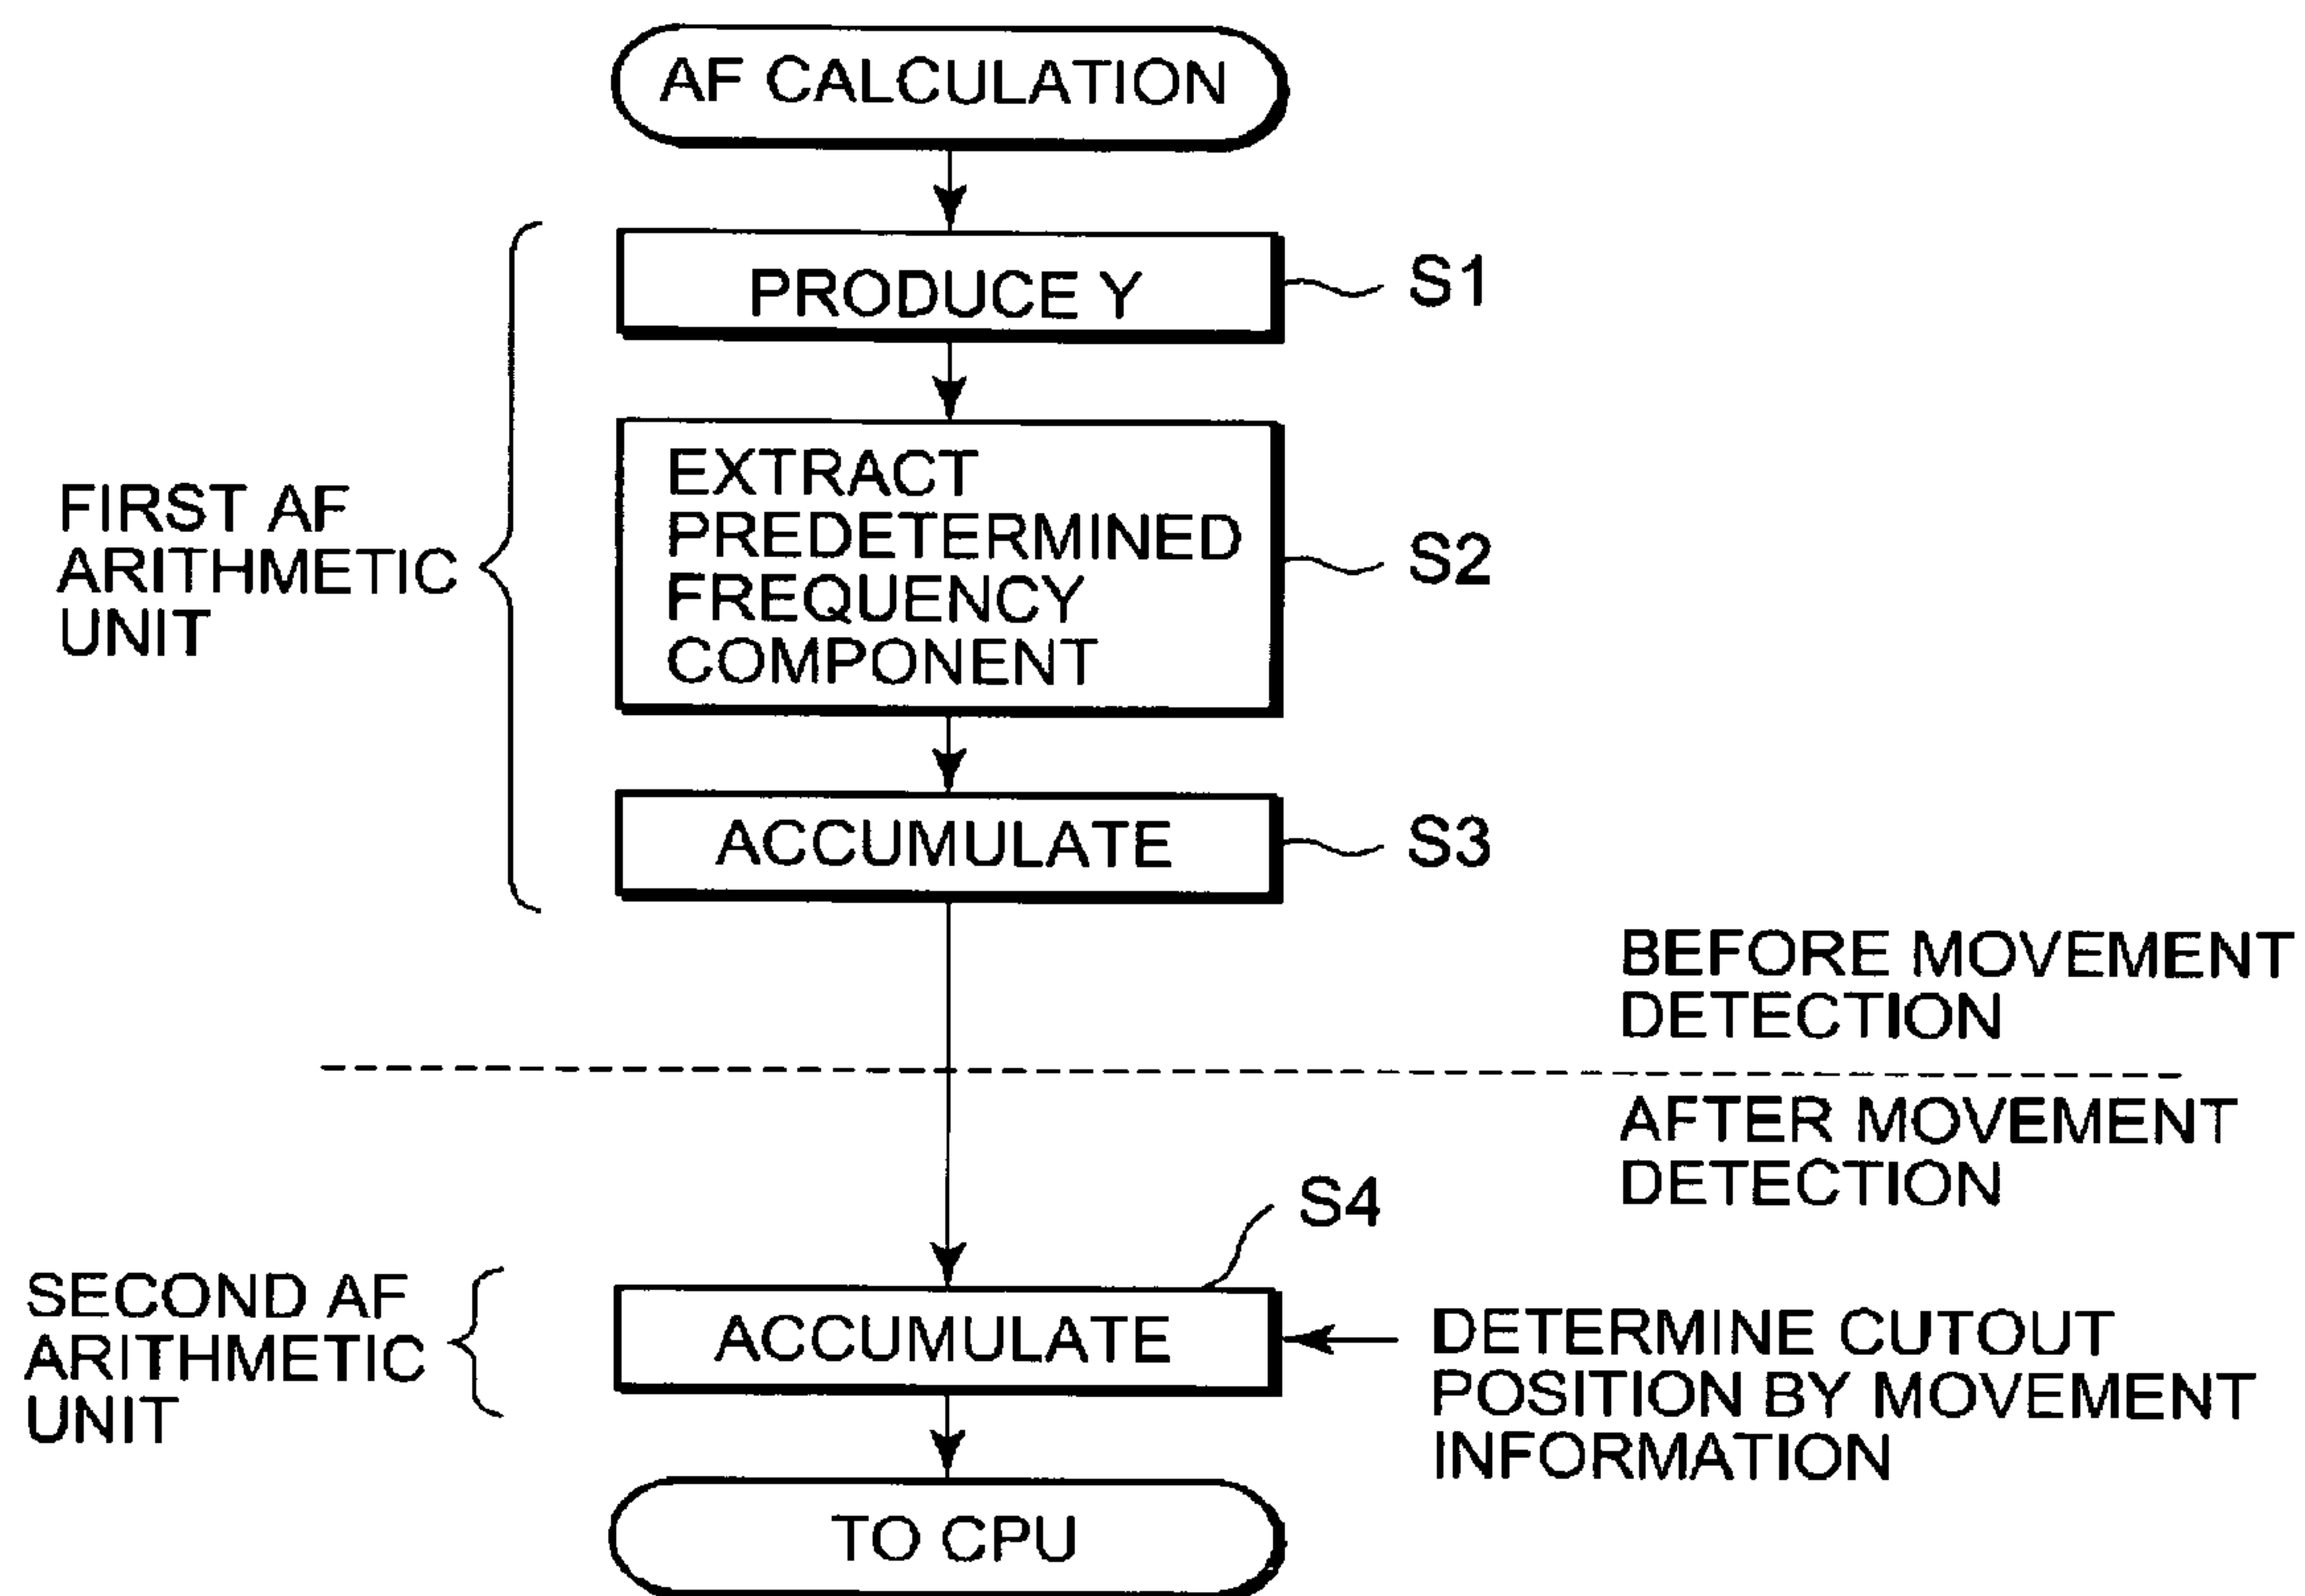 AF CALCULATION
PRODUCE Y
S1
EXTRACT
PREDETERMINED
FREQUENCY
COMPONENT
S2
FIRST AF
ARITHMETIC
UNIT
ACCUMULATE
S3
BEFORE MOVEMENT
DETECTION
AFTER MOVEMENT
DETECTION
S4
SECOND AF
ARITHMETIC
UNIT
ACCUMULATE
DETERMINE CUTOUT
POSITION BY MOVEMENT
INFORMATION
TO CPU